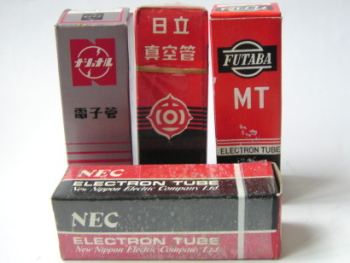 ナショナル
電子管
日立
真空管
FUTABA
MT
ELECTRON TUBE
NEC
ELECTRON TUBE
New Nippon Electric Company Ltd
NEC
ELECTRON TUBE
New Nippon Electric Company Ltd